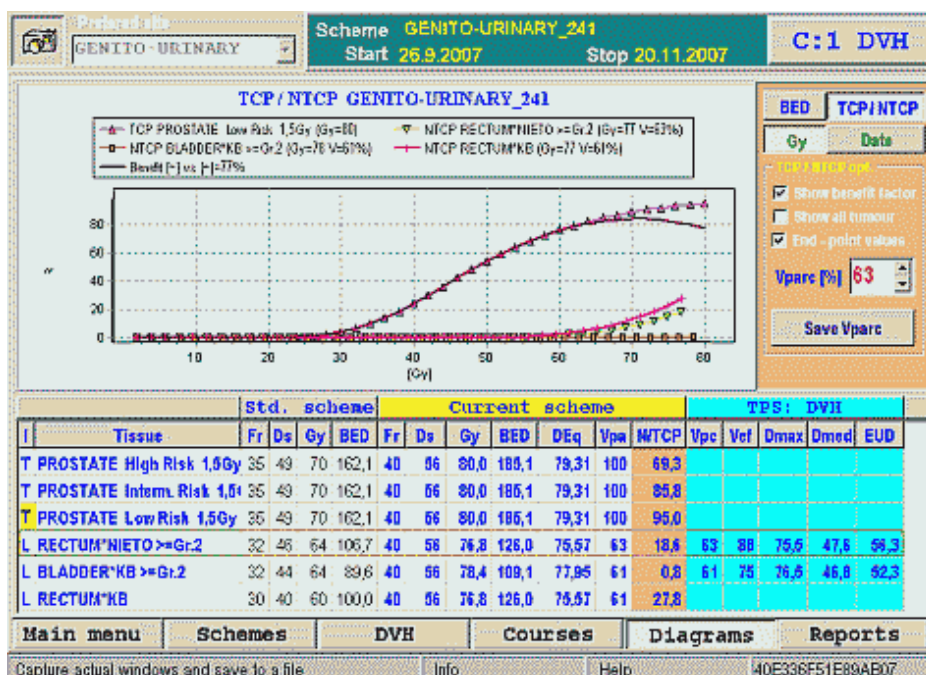 Preferred site
GENITO-URINARY
Scheme GENITO-URINARY_241
Start 26.9.2007 Stop 20.11.2007
C:1 DVH
TCP/NTCP GENITO-URINARY_241
TCP PROSTATE Low Risk 1,5Gy (Gy=80)
NTCP RECTUM*NIETO >=Gr.2 (Gy=77 V=63%)
NTCP BLADDER*KB >=Gr.2 (Gy=78 V=61%)
NTCP RECTUM*KB (Gy=77 V=61%)
Benefit [+] vs [-]=77%
80
60
40
20
0
%
10 20 30 40 50 60 70 80
[Gy]
BED TCP/NTCP
Gy Data
TCP / NTCP opt.
Show benefit factor
Show all tumour
End - point values
Vparc [%] 63
Save Vparc
Std. scheme Current scheme TPS: DVH
Tissue Fr Ds Gy BED Fr Ds Gy BED DEq Vpa N/TCP Vpc Vef Dmax Dmed EUD
T PROSTATE High Risk 1,5Gy 35 49 70 162,1 40 56 80,0 185,1 79,31 100 69,3
T PROSTATE Interm. Risk 1,5 35 49 70 162,1 40 56 80,0 185,1 79,31 100 85,8
T PROSTATE Low Risk 1,5Gy 35 49 70 162,1 40 56 80,0 185,1 79,31 100 95,0
L RECTUM*NIETO >=Gr.2 32 46 64 106,7 40 56 76,8 126,0 75,57 63 18,6 63 88 75,5 47,6 56,3
L BLADDER*KB >=Gr.2 32 44 64 89,6 40 56 78,4 109,1 77,95 61 0,8 61 75 76,5 46,8 52,3
L RECTUM*KB 30 40 60 100,0 40 56 76,8 126,0 75,57 61 27,8
Main menu Schemes DVH Courses Diagrams Reports
Capture actual windows and save to a file Info Help 40E336F51E89AB07